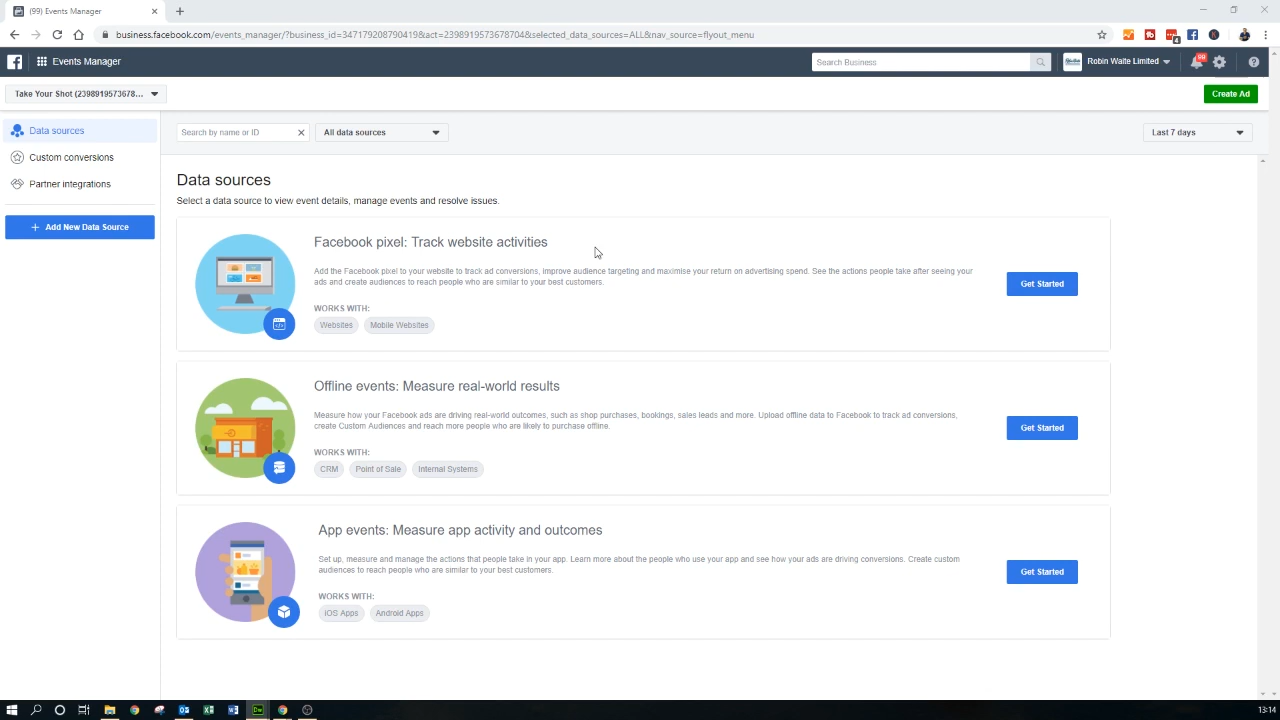 (99) Events Manager
business.facebook.com/events_manager/?business_id=347179208790419&act=2398919573678704&selected_data_sources=ALL&nav_source=flyout_menu
Events Manager
Search Business
Robin Waite Limited
99
Take Your Shot (2398919573678...
Create Ad
Data sources
Custom conversions
Partner integrations
+ Add New Data Source
Search by name or ID
All data sources
Last 7 days
Data sources
Select a data source to view event details, manage events and resolve issues.
Facebook pixel: Track website activities
Add the Facebook pixel to your website to track ad conversions, improve audience targeting and maximise your return on advertising spend. See the actions people take after seeing your
ads and create audiences to reach people who are similar to your best customers.
Get Started
WORKS WITH:
Websites
Mobile Websites
Offline events: Measure real-world results
Measure how your Facebook ads are driving real-world outcomes, such as shop purchases, bookings, sales leads and more. Upload offline data to Facebook to track ad conversions,
create Custom Audiences and reach more people who are likely to purchase offline.
Get Started
WORKS WITH:
CRM
Point of Sale
Internal Systems
App events: Measure app activity and outcomes
Set up, measure and manage the actions that people take in your app. Learn more about the people who use your app and see how your ads are driving conversions. Create custom
audiences to reach people who are similar to your best customers.
Get Started
WORKS WITH:
iOS Apps
Android Apps
13:14